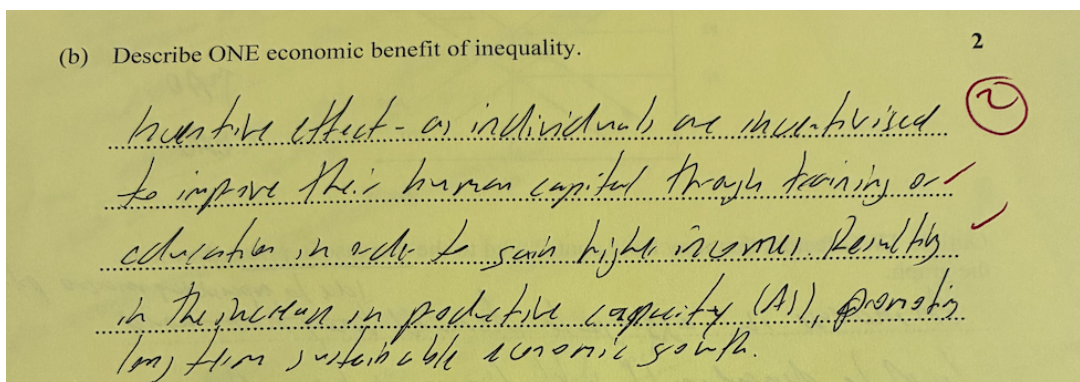 (b) Describe ONE economic benefit of inequality.
2
Incentive effect - as individuals are incentivised
2
to improve their human capital through training or
education in order to gain higher incomes. Resulting
in the increase in productive capacity (AS), promoting
long term sustainable economic growth.